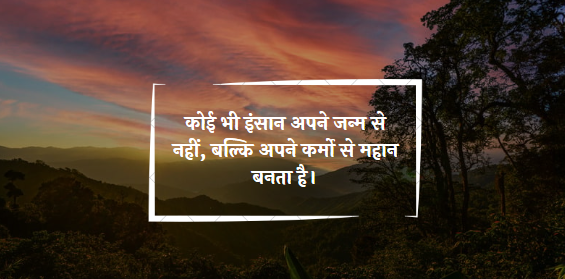 कोई भी इंसान अपने जन्म से
नहीं, बल्कि अपने कर्मो से महान
बनता है।